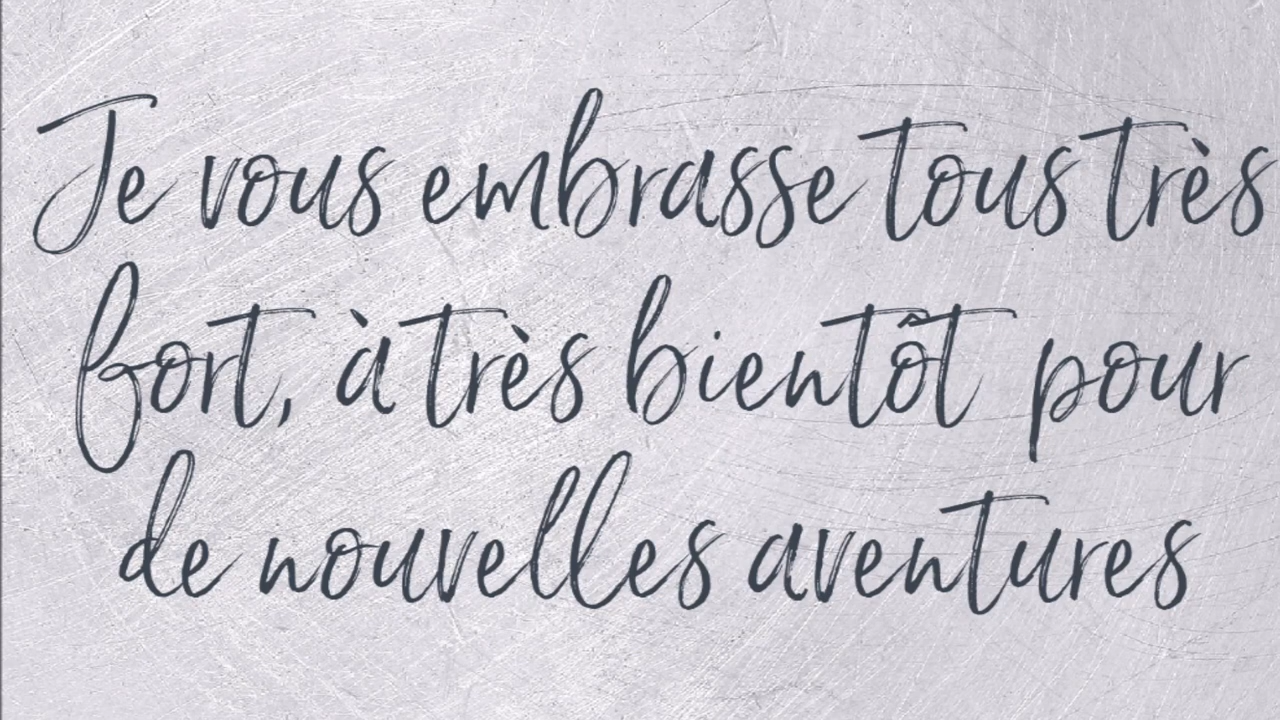 Je vous embrasse tous très
fort, à très bientôt pour
de nouvelles aventures